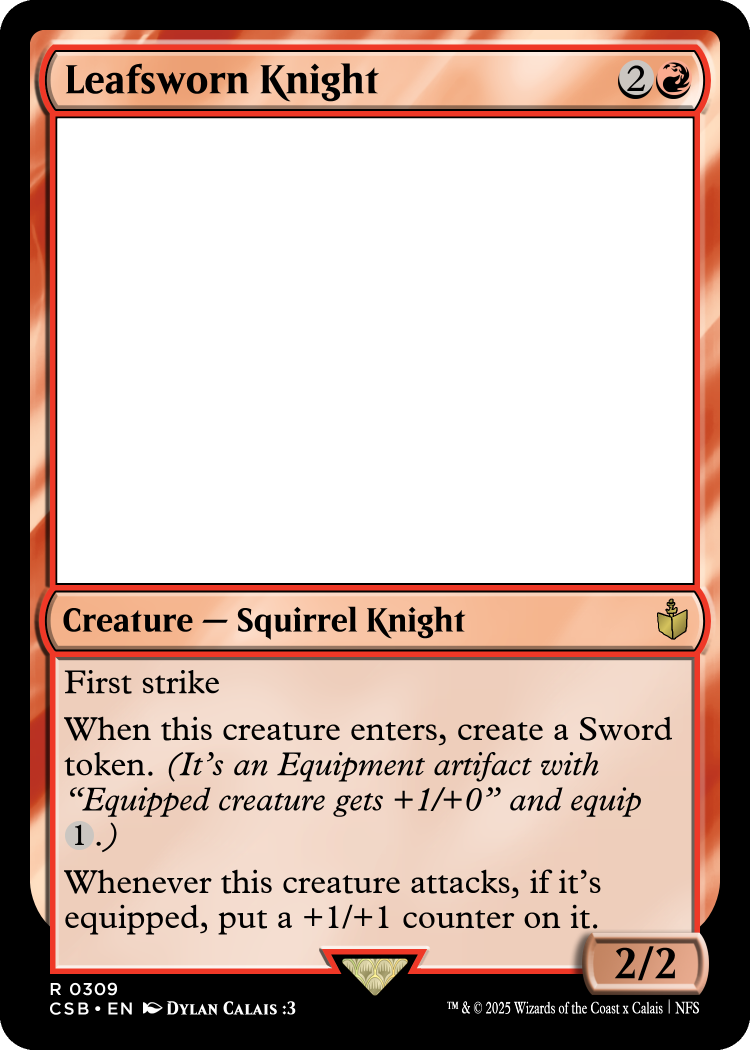 Leafsworn Knight 2
Creature — Squirrel Knight
First strike
When this creature enters, create a Sword
token. (It's an Equipment artifact with
“Equipped creature gets +1/+0” and equip
1.)
Whenever this creature attacks, if it's
equipped, put a +1/+1 counter on it.
2/2
R 0309
CSB • EN Dylan Calais :3
™ & © 2025 Wizards of the Coast x Calais | NFS